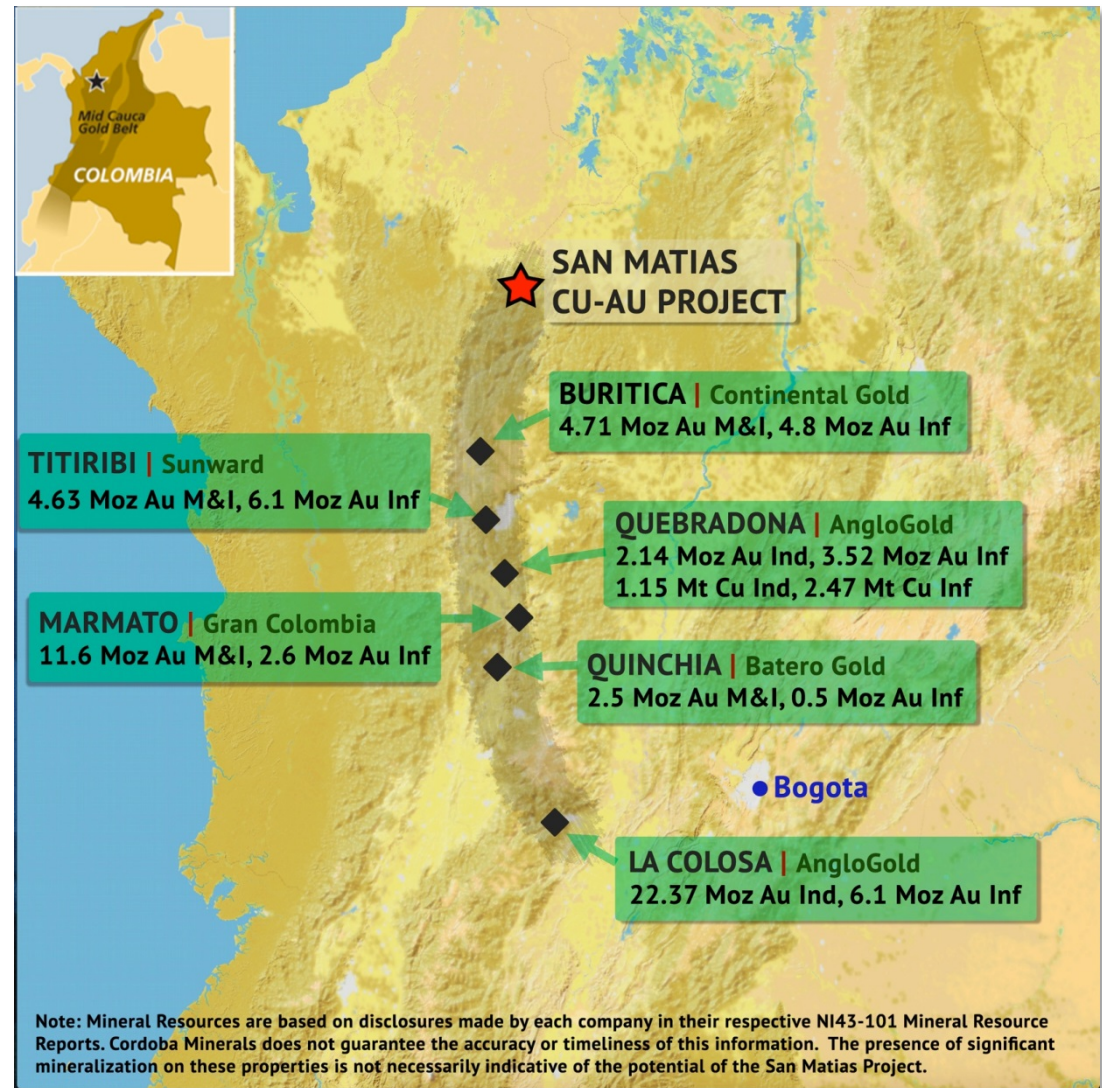 Mid Cauca
Gold Belt
COLOMBIA
SAN MATIAS
CU-AU PROJECT
BURITICA | Continental Gold
4.71 Moz Au M&I, 4.8 Moz Au Inf
TITIRIBI | Sunward
4.63 Moz Au M&I, 6.1 Moz Au Inf
QUEBRADONA | AngloGold
2.14 Moz Au Ind, 3.52 Moz Au Inf
1.15 Mt Cu Ind, 2.47 Mt Cu Inf
MARMATO | Gran Colombia
11.6 Moz Au M&I, 2.6 Moz Au Inf
QUINCHIA | Batero Gold
2.5 Moz Au M&I, 0.5 Moz Au Inf
Bogota
LA COLOSA | AngloGold
22.37 Moz Au Ind, 6.1 Moz Au Inf
Note: Mineral Resources are based on disclosures made by each company in their respective NI43-101 Mineral Resource
Reports. Cordoba Minerals does not guarantee the accuracy or timeliness of this information. The presence of significant
mineralization on these properties is not necessarily indicative of the potential of the San Matias Project.